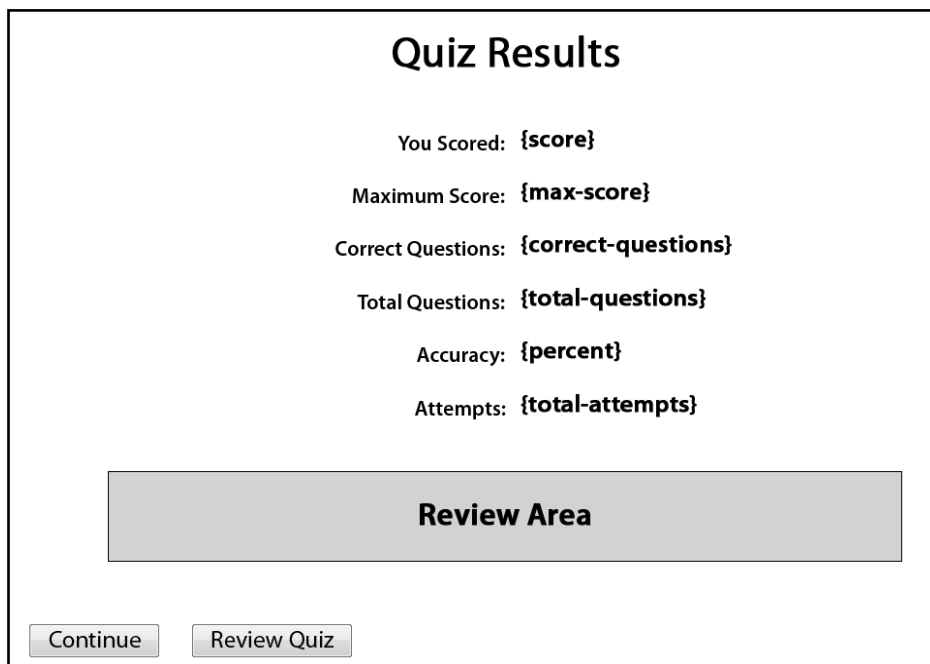 Quiz Results
You Scored: {score}
Maximum Score: {max-score}
Correct Questions: {correct-questions}
Total Questions: {total-questions}
Accuracy: {percent}
Attempts: {total-attempts}
Review Area
Continue Review Quiz